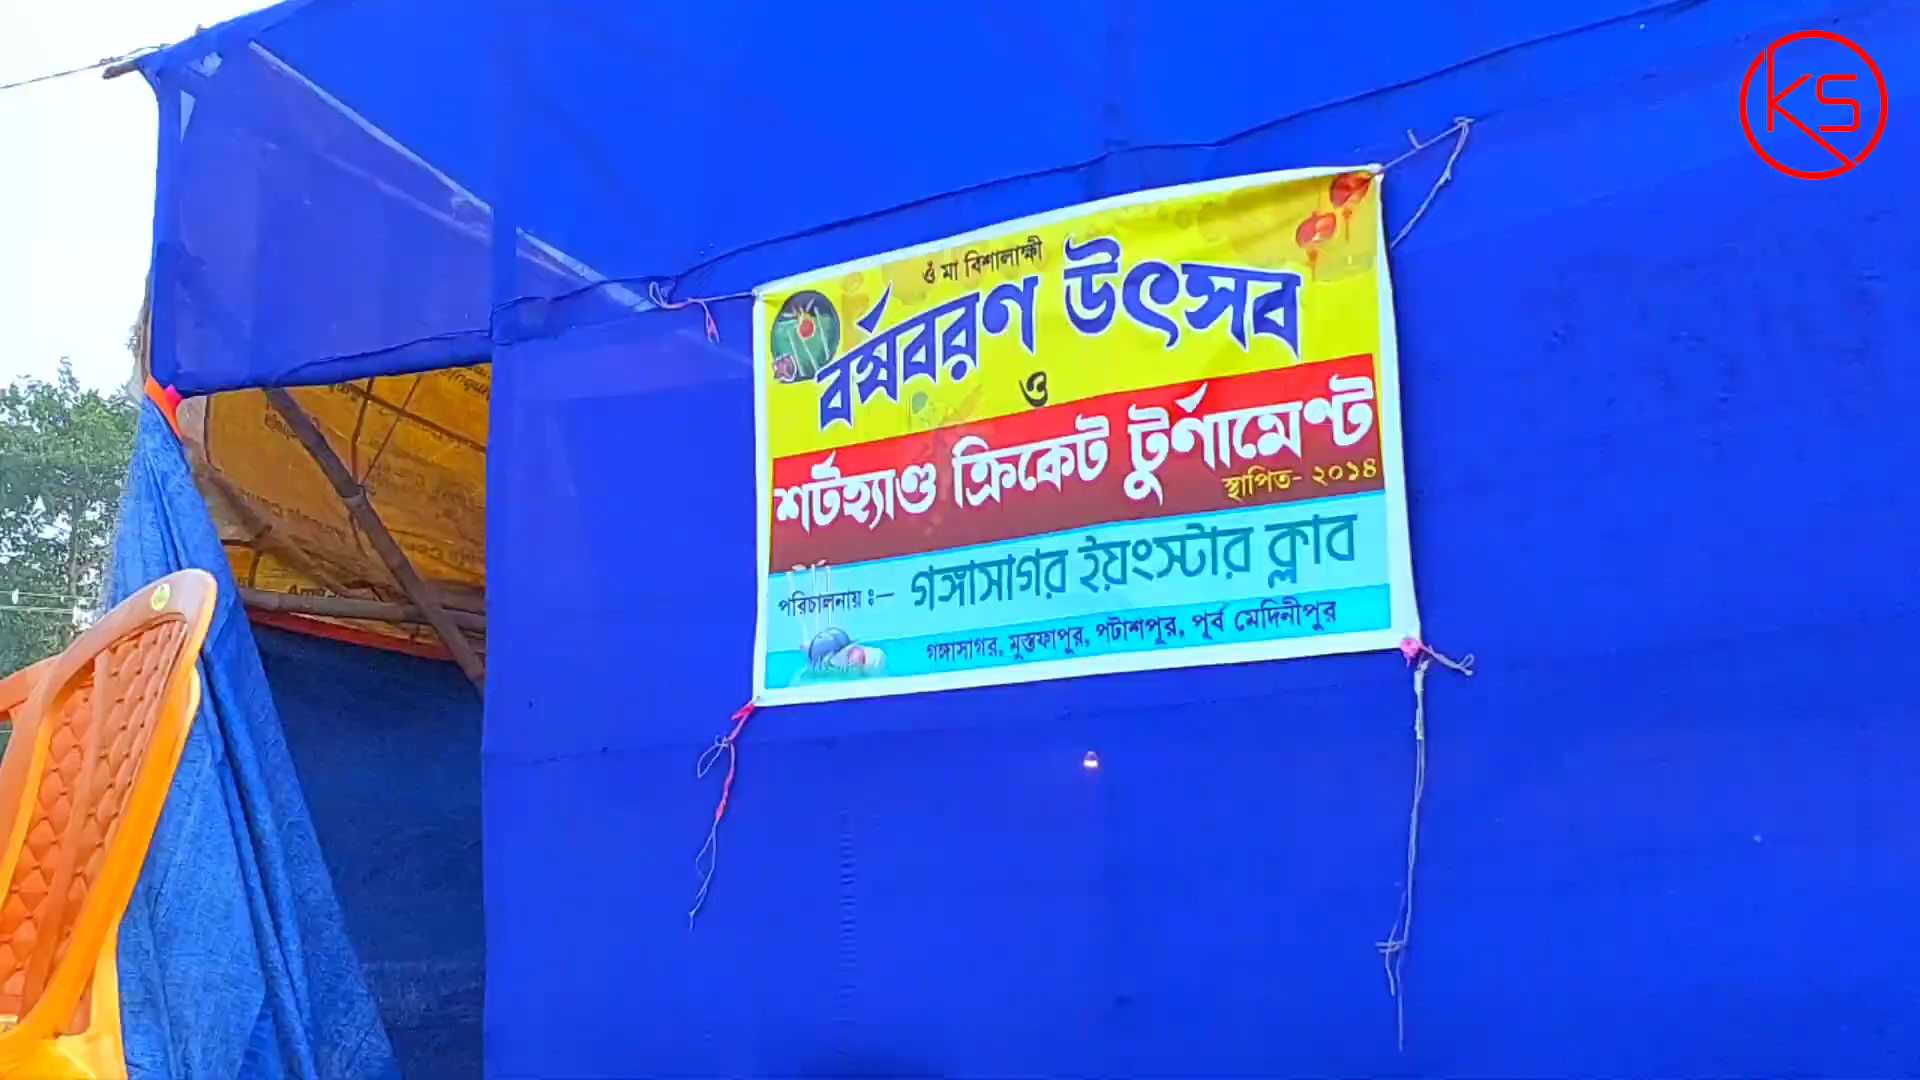 KS
ওঁ মা বিশালাক্ষী
বর্ষবরণ উৎসব
ও
শর্টহ্যাণ্ড ক্রিকেট টুর্ণামেণ্ট
স্থাপিত- ২০১৪
পরিচালনায় ঃ— গঙ্গাসাগর ইয়ংস্টার ক্লাব
গঙ্গাসাগর, মুস্তফাপুর, পটাশপুর, পূর্ব মেদিনীপুর